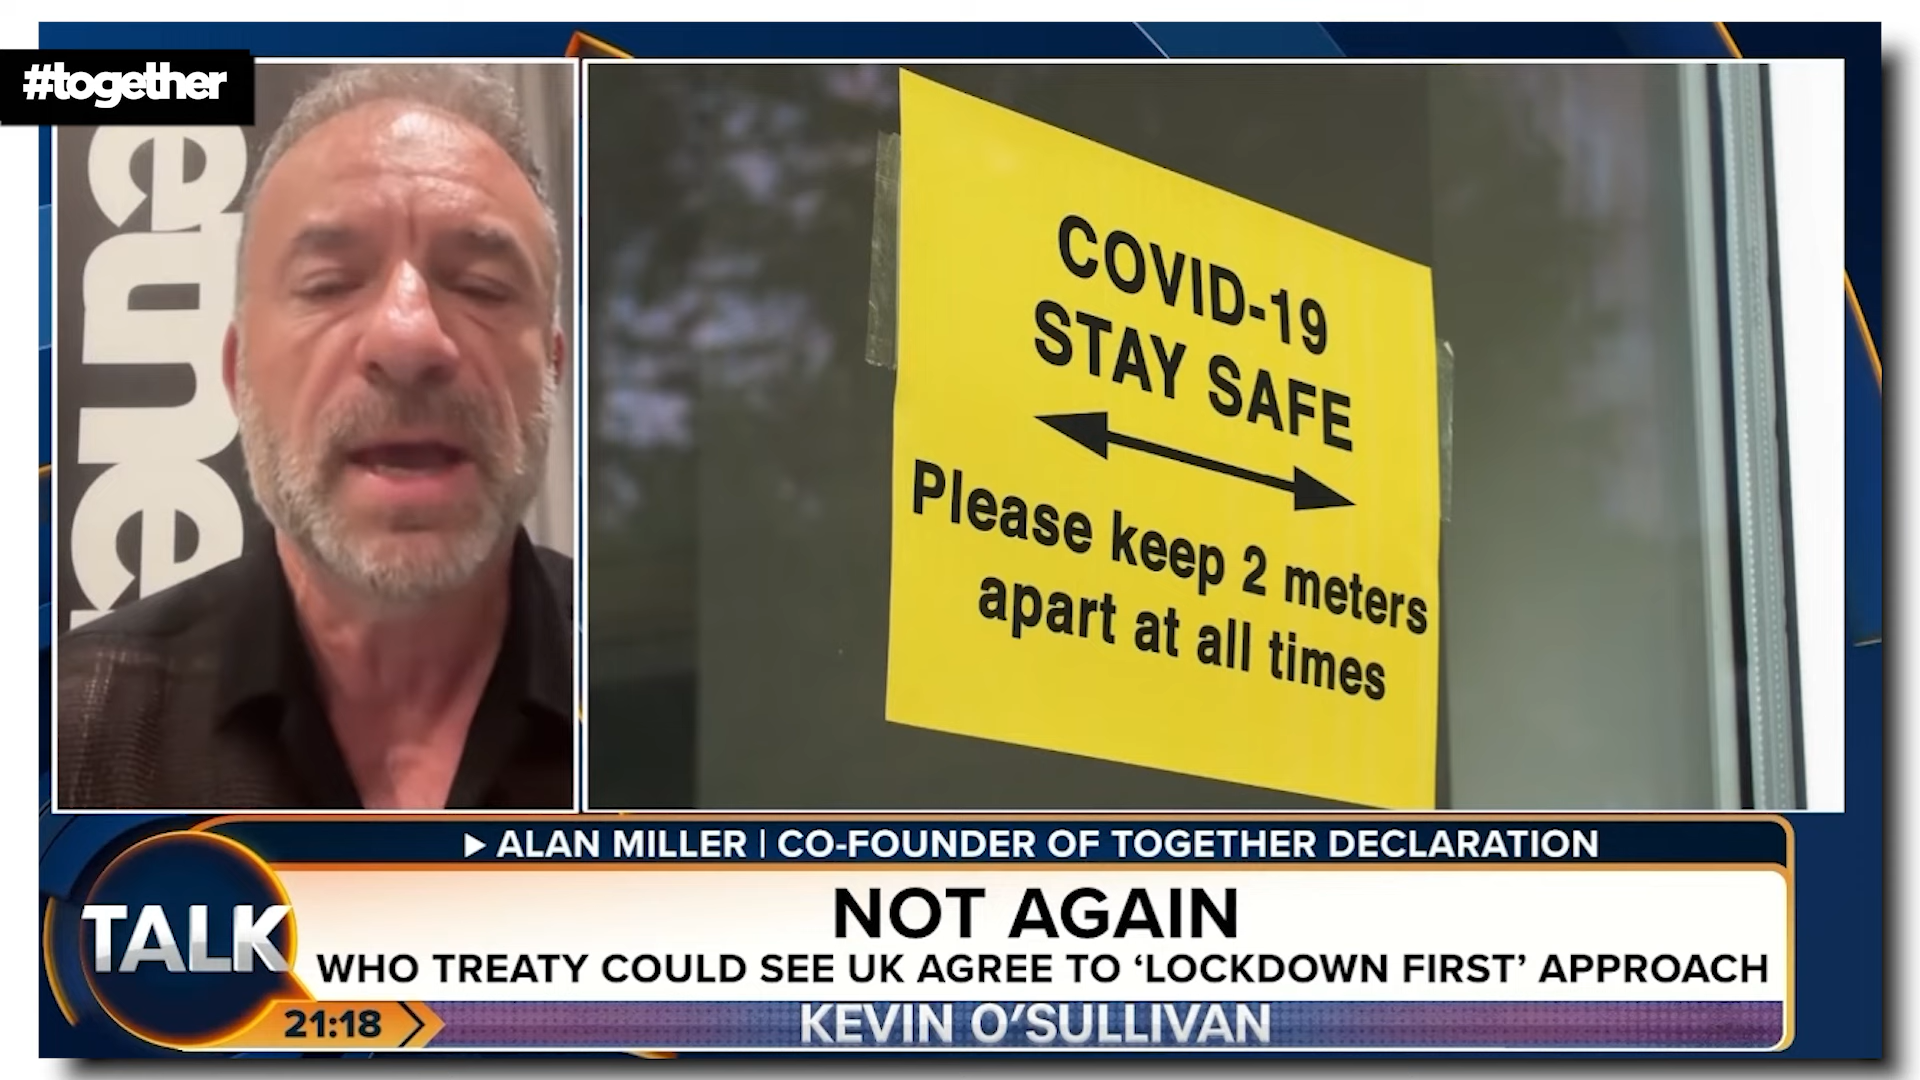 #together
eune
COVID-19
STAY SAFE
Please keep 2 meters
apart at all times
ALAN MILLER | CO-FOUNDER OF TOGETHER DECLARATION
NOT AGAIN
WHO TREATY COULD SEE UK AGREE TO ‘LOCKDOWN FIRST’ APPROACH
TALK
21:18
KEVIN O’SULLIVAN